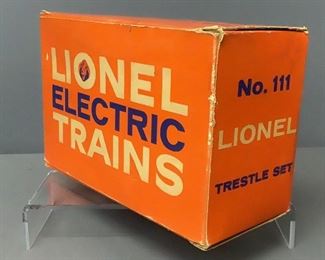 LIONEL
ELECTRIC
TRAINS
No. 111
LIONEL
TRESTLE SET